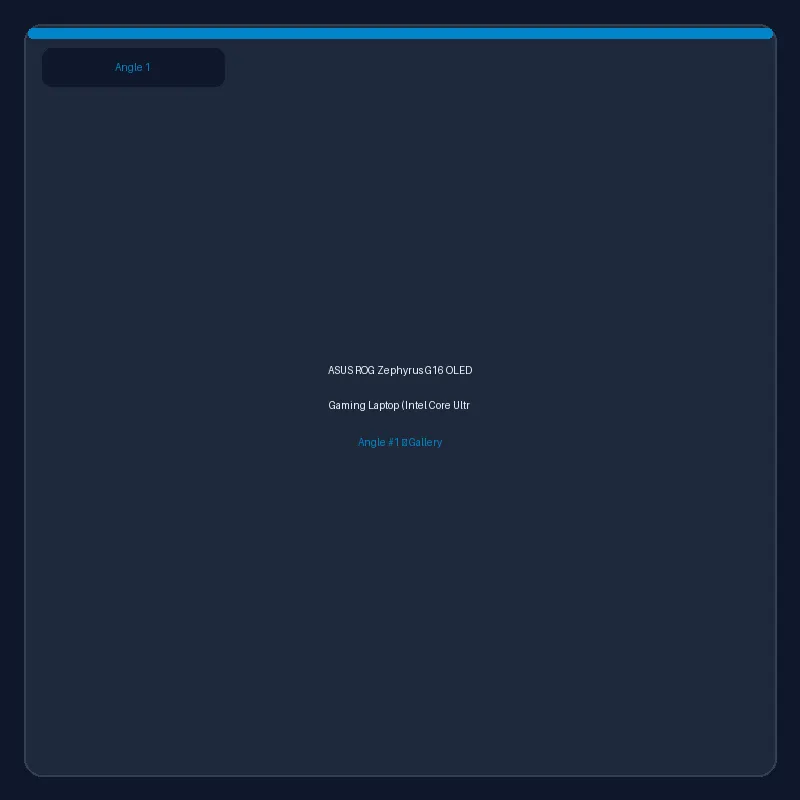 Angle 1
ASUS ROG Zephyrus G16 OLED
Gaming Laptop (Intel Core Ultr
Angle #1 Gallery